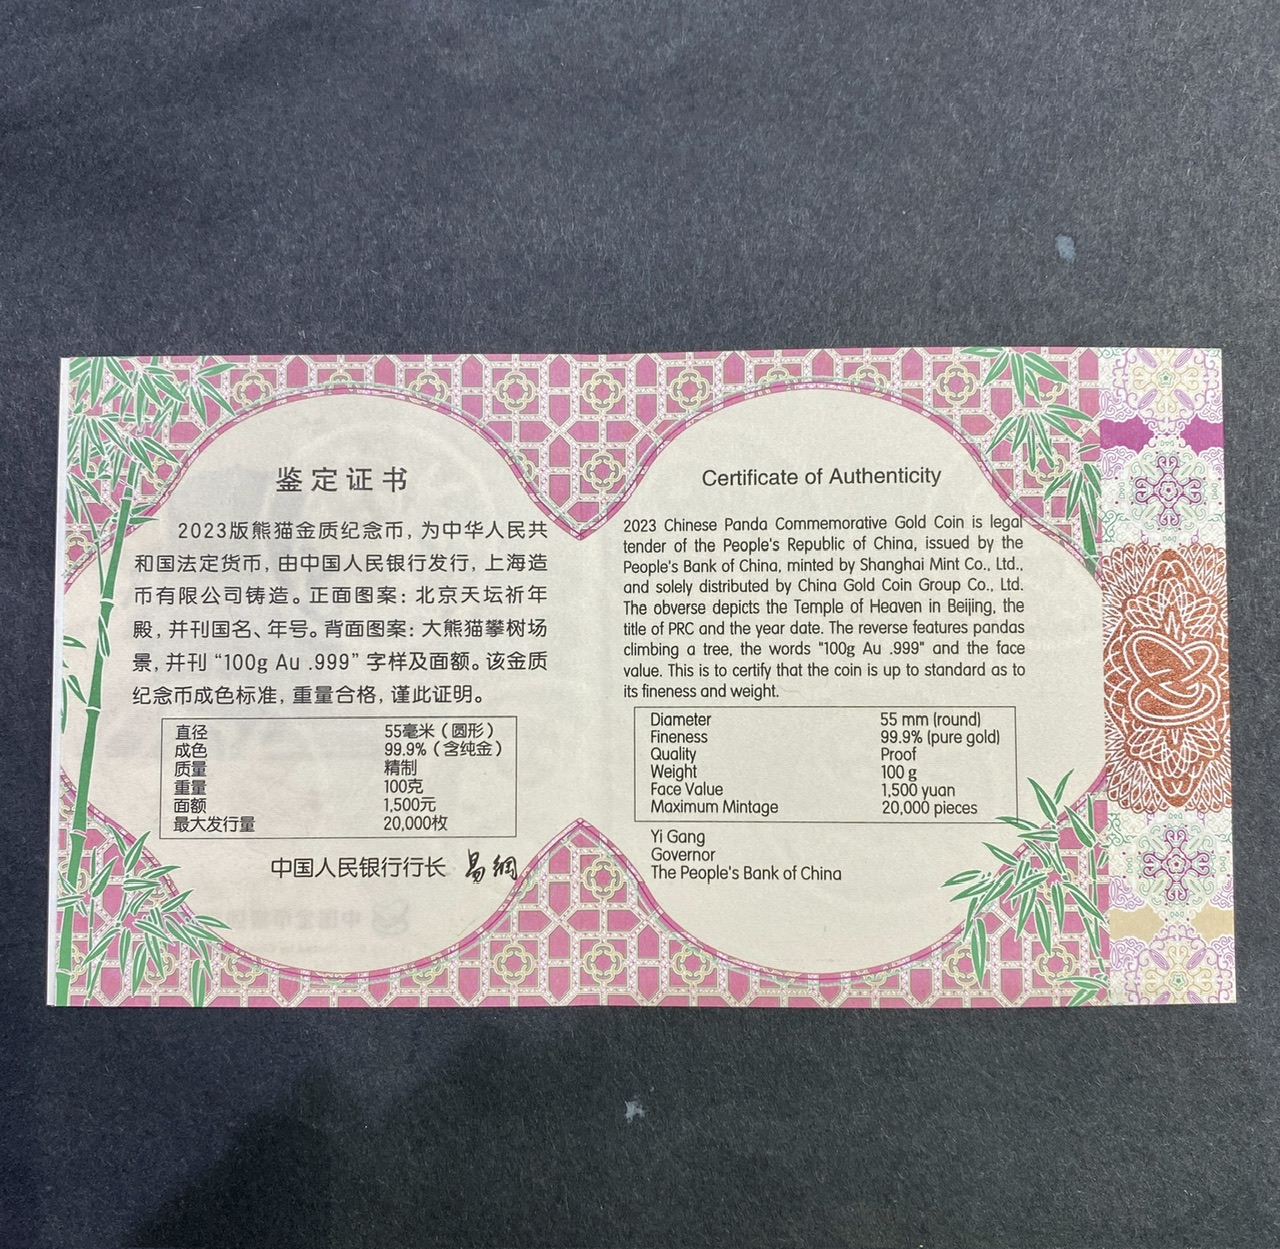 鉴定证书
2023版熊猫金质纪念币，为中华人民共
和国法定货币，由中国人民银行发行，上海造
币有限公司铸造。正面图案：北京天坛祈年
殿，并刊国名、年号。背面图案：大熊猫攀树场
景，并刊“100g Au .999”字样及面额。该金质
纪念币成色标准，重量合格，谨此证明。
直径 55毫米（圆形）
成色 99.9%（含纯金）
质量 精制
重量 100克
面额 1,500元
最大发行量 20,000枚
中国人民银行行长 易纲
Certificate of Authenticity
2023 Chinese Panda Commemorative Gold Coin is legal
tender of the People's Republic of China, issued by the
People's Bank of China, minted by Shanghai Mint Co., Ltd.,
and solely distributed by China Gold Coin Group Co., Ltd.
The obverse depicts the Temple of Heaven in Beijing, the
title of PRC and the year date. The reverse features pandas
climbing a tree, the words "100g Au .999" and the face
value. This is to certify that the coin is up to standard as to
its fineness and weight.
Diameter 55 mm (round)
Fineness 99.9% (pure gold)
Quality Proof
Weight 100 g
Face Value 1,500 yuan
Maximum Mintage 20,000 pieces
Yi Gang
Governor
The People's Bank of China